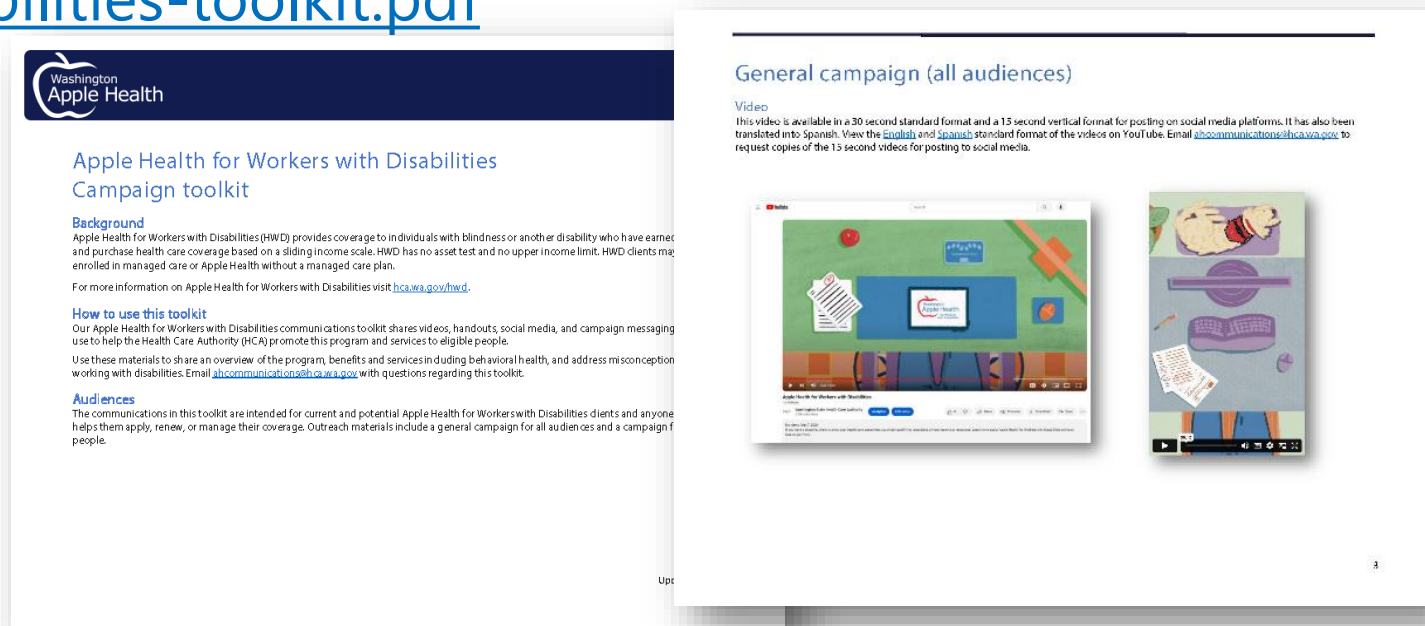 bilities-toolkit.pdf
Washington
Apple Health
Apple Health for Workers with Disabilities
Campaign toolkit
Background
Apple Health for Workers with Disabilities (HWD) provides coverage to individuals with blindness or another disability who have earned
and purchase health care coverage based on a sliding income scale. HWD has no asset test and no upper income limit. HWD clients may
enrolled in managed care or Apple Health without a managed care plan.
For more information on Apple Health for Workers with Disabilities visit hca.wa.gov/hwd.
How to use this toolkit
Our Apple Health for Workers with Disabilities communications toolkit shares videos, handouts, social media, and campaign messaging
use to help the Health Care Authority (HCA) promote this program and services to eligible people.
Use these materials to share an overview of the program, benefits and services including behavioral health, and address misconception
working with disabilities. Email ahcommunications@hca.wa.gov with questions regarding this toolkit.
Audiences
The communications in this toolkit are intended for current and potential Apple Health for Workers with Disabilities clients and anyone
helps them apply, renew, or manage their coverage. Outreach materials include a general campaign for all audiences and a campaign f
people.
Upd
General campaign (all audiences)
Video
This video is available in a 30 second standard format and a 15 second vertical format for posting on social media platforms. It has also been
translated into Spanish. View the English and Spanish standard format of the videos on YouTube. Email ahcommunications@hca.wa.gov to
request copies of the 15 second videos for posting to social media.
YouTube
Search
Washington
Apple Health
Apple Health for Workers with Disabilities
Washington State Health Care Authority
3